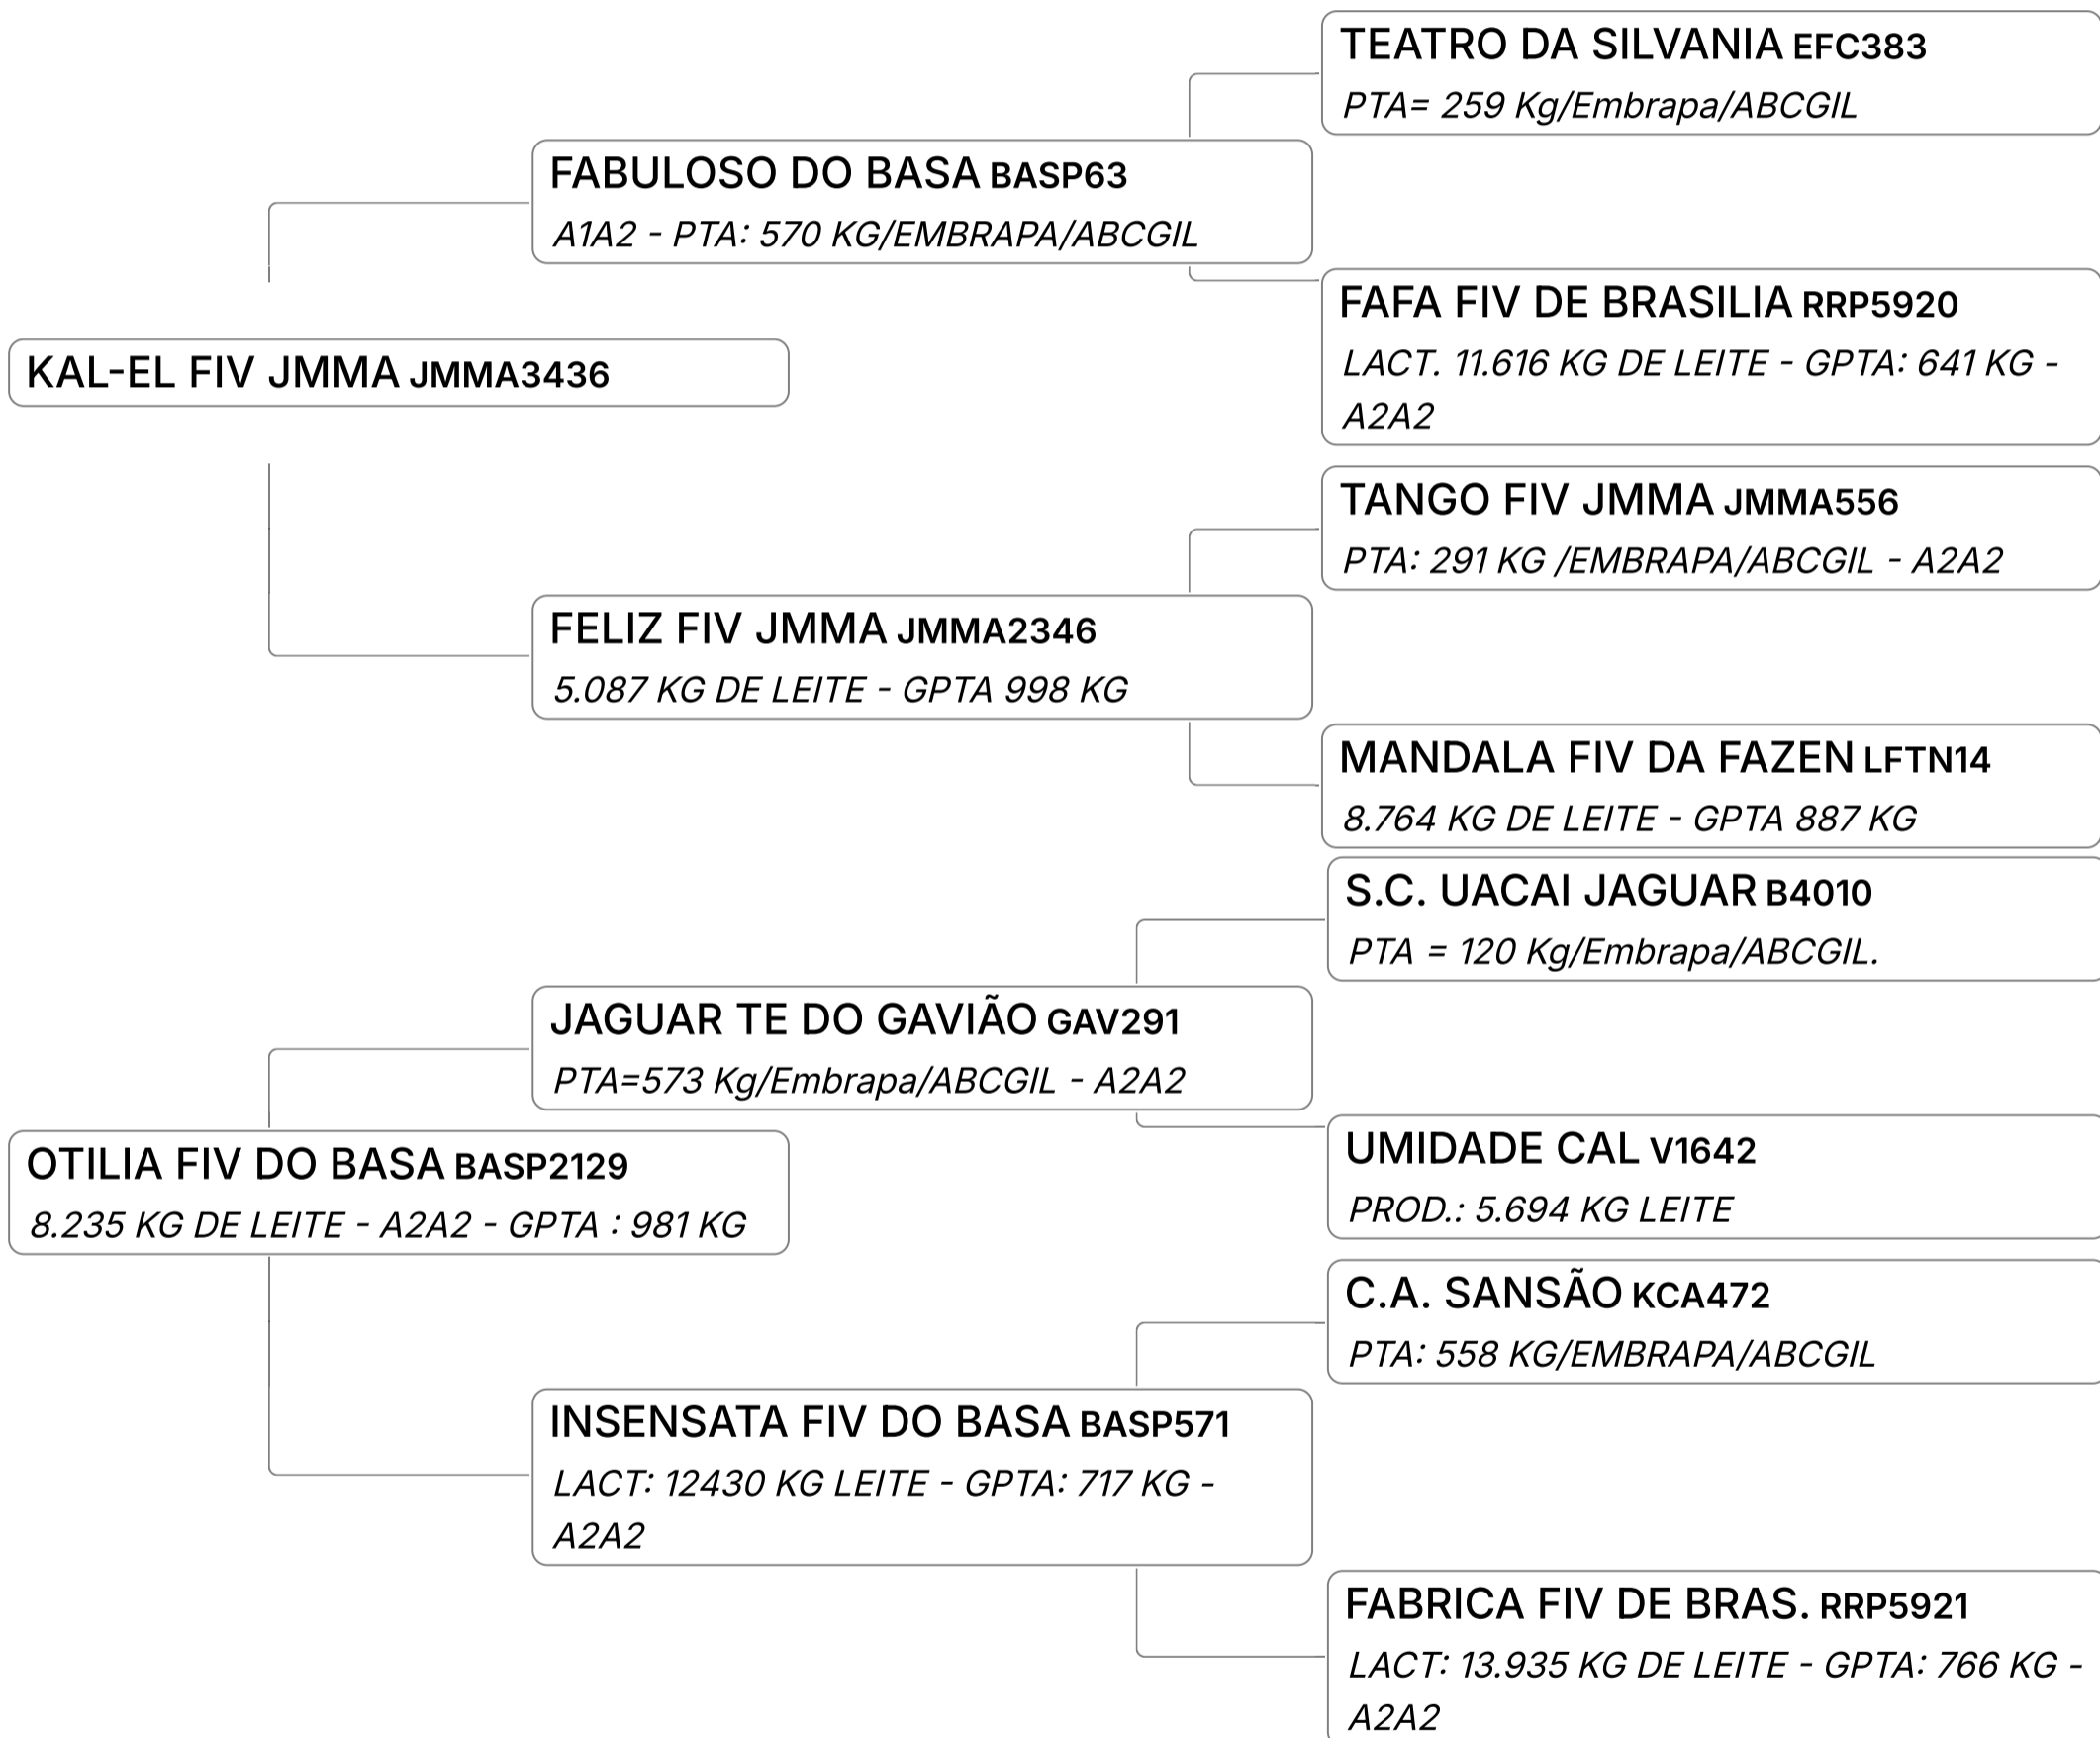 TEATRO DA SILVANIA EFC383
PTA= 259 Kg/Embrapa/ABCGIL
FABULOSO DO BASA BASP63
A1A2 - PTA: 570 KG/EMBRAPA/ABCGIL
FAFA FIV DE BRASILIA RRP5920
LACT. 11.616 KG DE LEITE - GPTA: 641 KG -
A2A2
KAL-EL FIV JMMA JMMA3436
TANGO FIV JMMA JMMA556
PTA: 291 KG /EMBRAPA/ABCGIL - A2A2
FELIZ FIV JMMA JMMA2346
5.087 KG DE LEITE - GPTA 998 KG
MANDALA FIV DA FAZEN LFTN14
8.764 KG DE LEITE - GPTA 887 KG
S.C. UACAI JAGUAR B4010
PTA = 120 Kg/Embrapa/ABCGIL.
JAGUAR TE DO GAVIÃO GAV291
PTA=573 Kg/Embrapa/ABCGIL - A2A2
UMIDADE CAL V1642
PROD.: 5.694 KG LEITE
OTILIA FIV DO BASA BASP2129
8.235 KG DE LEITE - A2A2 - GPTA : 981 KG
C.A. SANSÃO KCA472
PTA: 558 KG/EMBRAPA/ABCGIL
INSENSATA FIV DO BASA BASP571
LACT: 12430 KG LEITE - GPTA: 717 KG -
A2A2
FABRICA FIV DE BRAS. RRP5921
LACT: 13.935 KG DE LEITE - GPTA: 766 KG -
A2A2